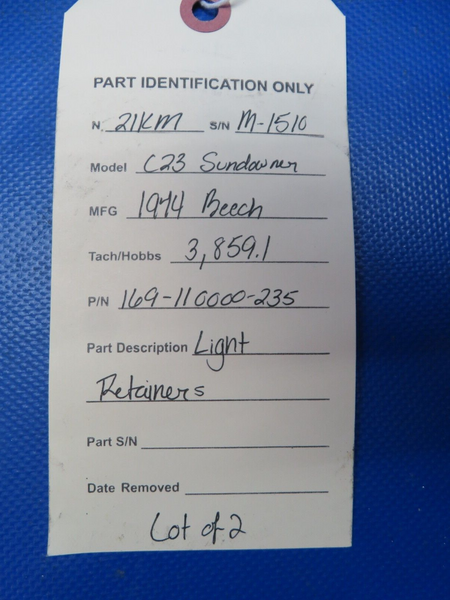 PART IDENTIFICATION ONLY
N 21KM S/N M-1510
Model C23 Sundowner
MFG 1974 Beech
Tach/Hobbs 3,859.1
P/N 169-110000-235
Part Description Light
Retainers
Part S/N
Date Removed
Lot of 2